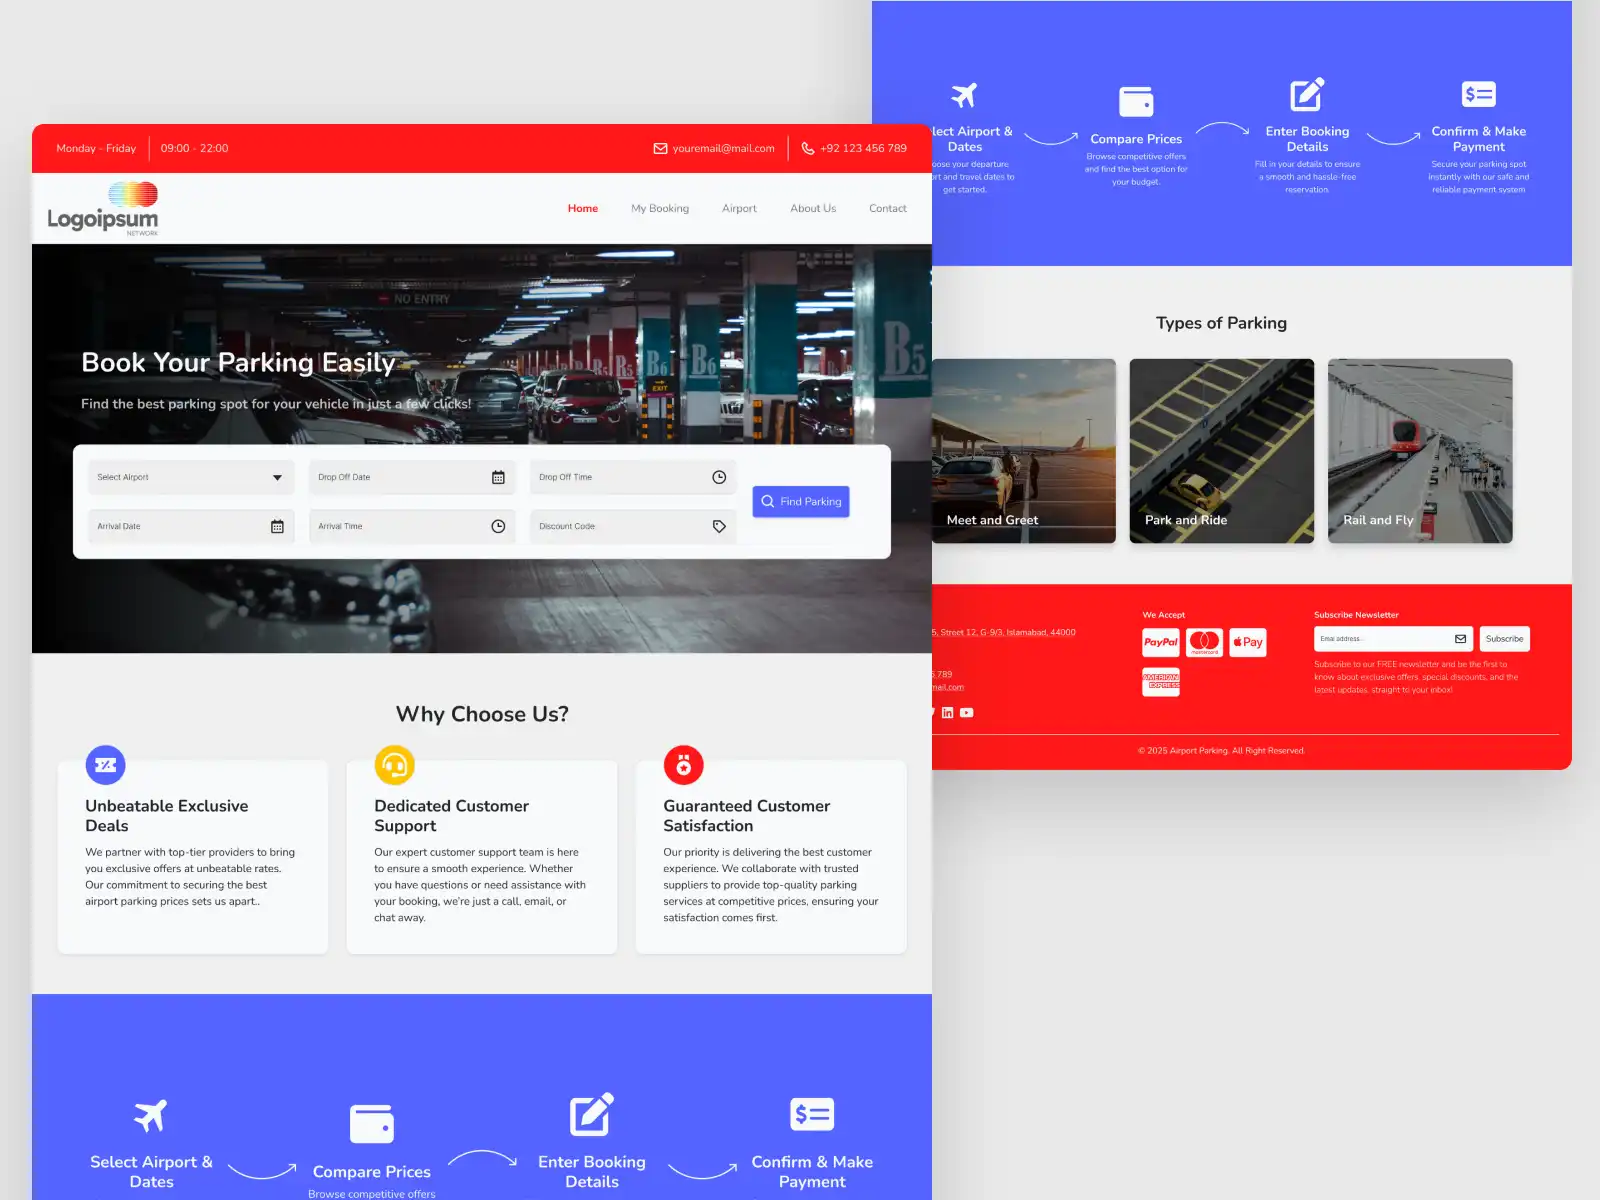 Monday - Friday
09:00 - 22:00
youremail@mail.com
+92 123 456 789
Logoipsum
NETWORK
Home
My Booking
Airport
About Us
Contact
NO ENTRY
B5
B6
B6
B5
R5
EXIT
Book Your Parking Easily
Find the best parking spot for your vehicle in just a few clicks!
Select Airport
Drop Off Date
Drop Off Time
Find Parking
Arrival Date
Arrival Time
Discount Code
Why Choose Us?
Unbeatable Exclusive
Deals
We partner with top-tier providers to bring
you exclusive offers at unbeatable rates.
Our commitment to securing the best
airport parking prices sets us apart..
Dedicated Customer
Support
Our expert customer support team is here
to ensure a smooth experience. Whether
you have questions or need assistance with
your booking, we're just a call, email, or
chat away.
Guaranteed Customer
Satisfaction
Our priority is delivering the best customer
experience. We collaborate with trusted
suppliers to provide top-quality parking
services at competitive prices, ensuring your
satisfaction comes first.
Select Airport &
Dates
Compare Prices
Browse competitive offers
Enter Booking
Details
Confirm & Make
Payment
lect Airport &
Dates
oose your departure
ort and travel dates to
get started.
Compare Prices
Browse competitive offers
and find the best option for
your budget.
Enter Booking
Details
Fill in your details to ensure
a smooth and hassle-free
reservation.
Confirm & Make
Payment
Secure your parking spot
instantly with our safe and
reliable payment system
Types of Parking
Meet and Greet
Park and Ride
Rail and Fly
5, Street 12, G-9/3, Islamabad, 44000
789
mail.com
We Accept
PayPal
mastercard
Pay
AMERICAN
EXPRESS
Subscribe Newsletter
Email address..
Subscribe
Subscribe to our FREE newsletter and be the first to
know about exclusive offers, special discounts, and the
latest updates, straight to your inbox!
© 2025 Airport Parking. All Right Reserved.